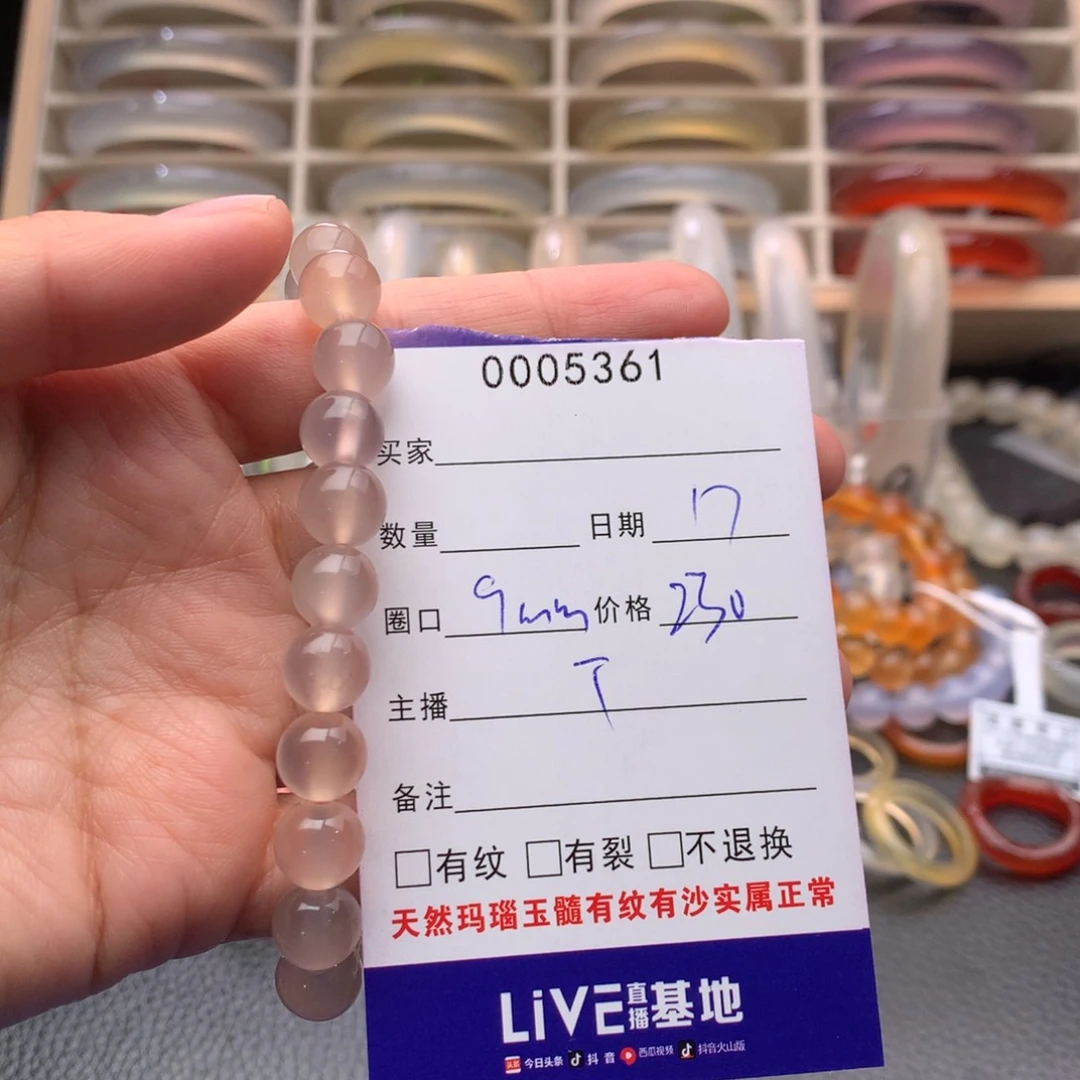 0005361
买家
数量 日期 17
圈口 9mm 价格 230
主播 T
备注
□有纹 □有裂 □不退换
天然玛瑙玉髓有纹有沙实属正常
LiVE直播基地
头条 今日头条 抖音 西瓜视频 抖音火山版